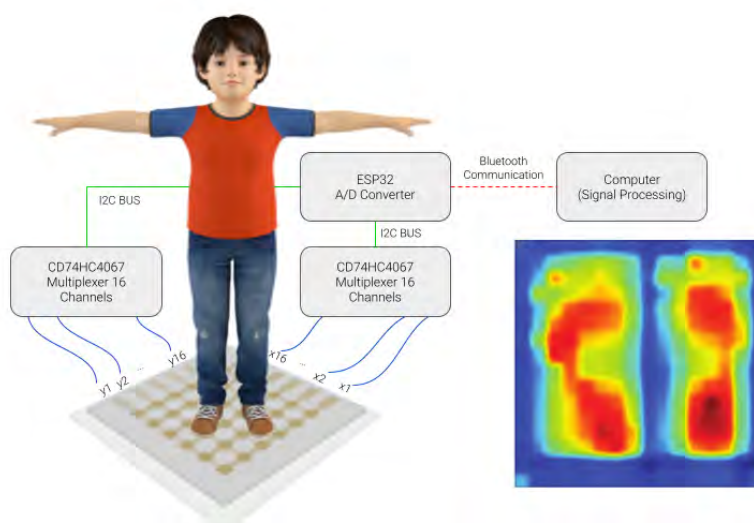 ESP32
A/D Converter
Bluetooth
Communication
Computer
(Signal Processing)
I2C BUS
I2C BUS
CD74HC4067
Multiplexer 16
Channels
CD74HC4067
Multiplexer 16
Channels
y1
y2
...
y16
x16
...
x2
x1